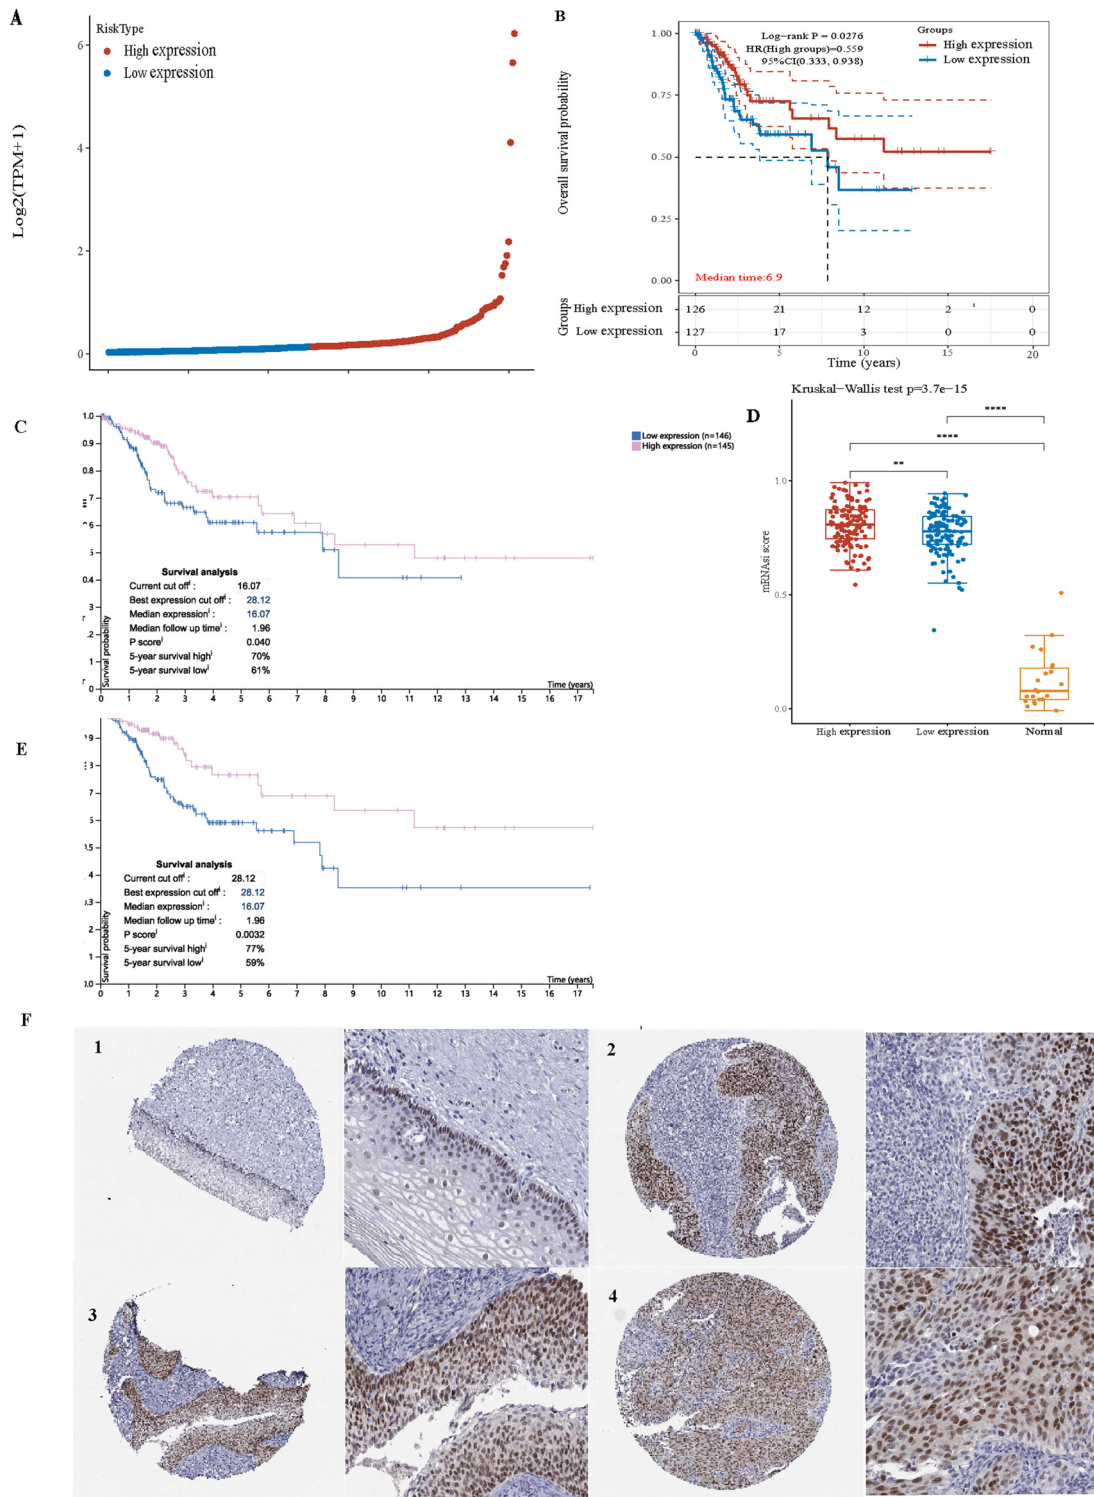 A
RiskType
High expression
Low expression
6
4
2
0
Log2(TPM+1)
B
Log-rank P = 0.0276
HR(High groups)=0.559
95%CI(0.333, 0.938)
Groups
High expression
Low expression
1.00
0.75
0.50
0.25
0.00
Overall survival probability
Median time:6.9
Groups
High expression
126 21 12 2 0
Low expression
127 17 3 0 0
0 5 10 15 20
Time (years)
C
1.0
0.4
0
Low expression (n=146)
High expression (n=145)
Survival analysis
Current cut off i : 16.07
Best expression cut off i : 28.12
Median expression i : 16.07
Median follow up time i : 1.96
P score i 0.040
5-year survival high i 70%
5-year survival low i 61%
Survival probability
Time (years)
0 1 2 3 4 5 6 7 8 9 10 11 12 13 14 15 16 17
Kruskal-Wallis test p=3.7e-15
D
****
****
**
1.0
0.5
0.0
mRNAsi score
High expression Low expression Normal
E
Survival analysis
Current cut off i : 28.12
Best expression cut off i : 28.12
Median expression i : 16.07
Median follow up time i : 1.96
P score i 0.0032
5-year survival high i 77%
5-year survival low i 59%
Survival probability
Time (years)
0 1 2 3 4 5 6 7 8 9 10 11 12 13 14 15 16 17
F
1
2
3
4